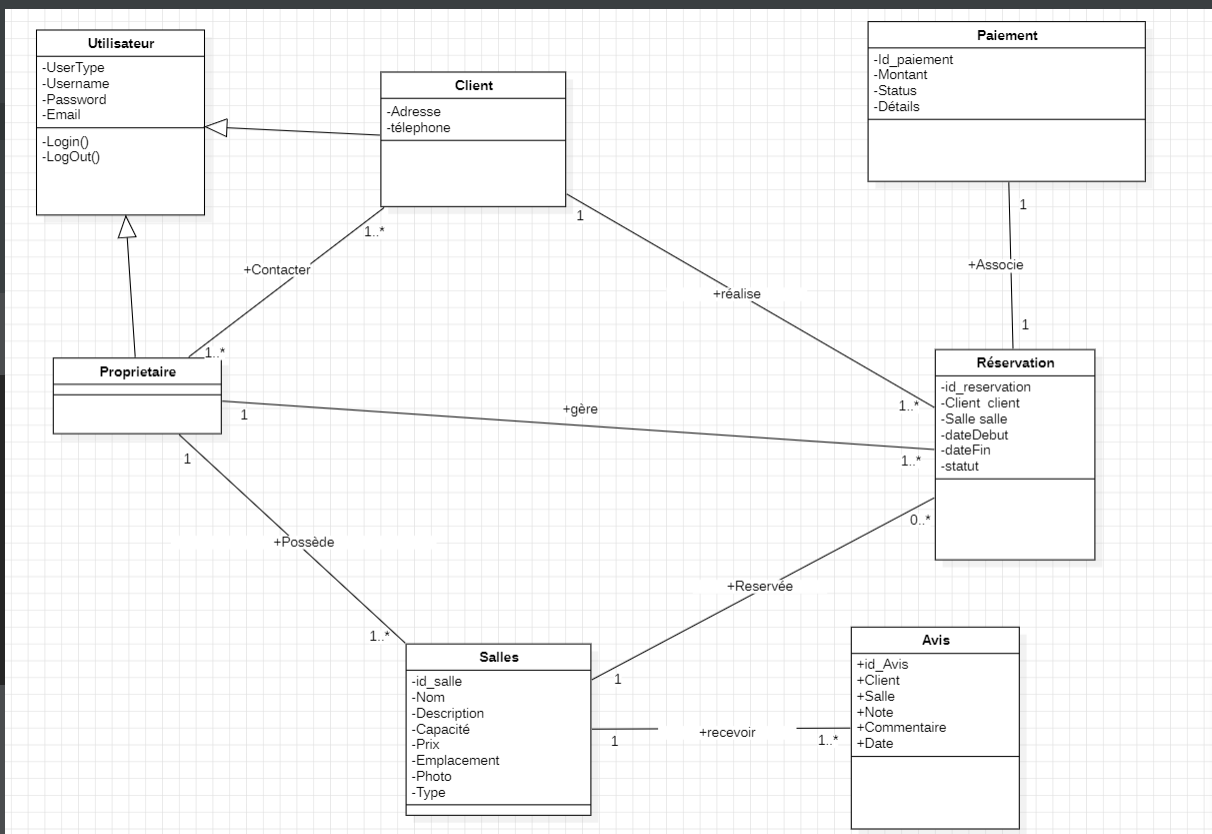 Utilisateur
-UserType
-Username
-Password
-Email
-Login()
-LogOut()
Client
-Adresse
-télephone
Paiement
-Id_paiement
-Montant
-Status
-Détails
1..*
1
1
+Contacter
+réalise
+Associe
1..*
1
Proprietaire
1
+gère
1..*
1..*
Réservation
-id_reservation
-Client client
-Salle salle
-dateDebut
-dateFin
-statut
1
+Possède
0..*
+Reservée
1..*
1
Salles
-id_salle
-Nom
-Description
-Capacité
-Prix
-Emplacement
-Photo
-Type
1
+recevoir
1..*
Avis
+id_Avis
+Client
+Salle
+Note
+Commentaire
+Date